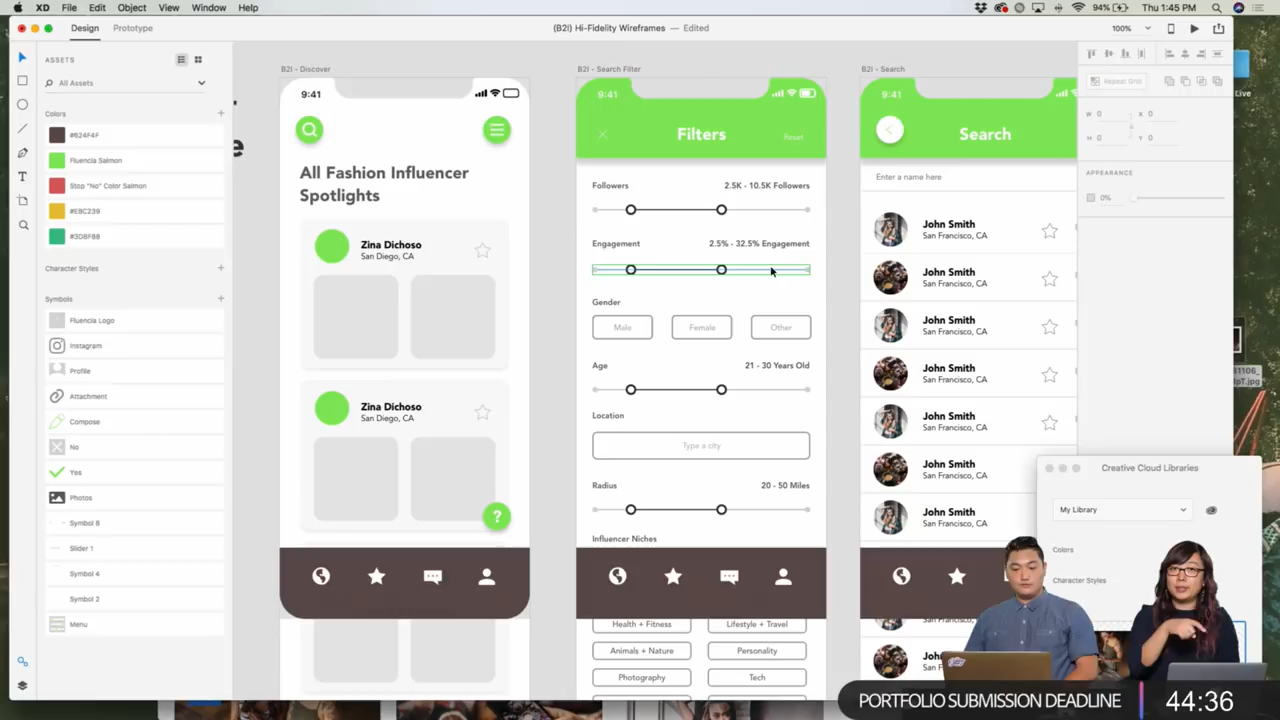 XD File Edit Object View Window Help
94% Thu 1:45 PM
Design Prototype
(B2I) Hi-Fidelity Wireframes - Edited
100%
ASSETS
All Assets
Colors
#624F4F
Fluencia Salmon
Stop "No" Color Salmon
#E8C239
#3DBF88
Character Styles
Symbols
Fluencia Logo
Instagram
Profile
Attachment
Compose
No
Yes
Photos
Symbol 8
Slider 1
Symbol 4
Symbol 2
Menu
e
B2I - Discover
9:41
All Fashion Influencer
Spotlights
Zina Dichoso
San Diego, CA
Zina Dichoso
San Diego, CA
?
B2I - Search Filter
9:41
Filters
Reset
Followers 2.5K - 10.5K Followers
Engagement 2.5% - 32.5% Engagement
Gender
Male Female Other
Age 21 - 30 Years Old
Location
Type a city
Radius 20 - 50 Miles
Influencer Niches
Health + Fitness Lifestyle + Travel
Animals + Nature Personality
Photography Tech
B2I - Search
9:41
Search
Enter a name here
John Smith
San Francisco, CA
John Smith
San Francisco, CA
John Smith
San Francisco, CA
John Smith
San Francisco, CA
John Smith
San Francisco, CA
John Smith
San Francisco, CA
John Smith
San Francisco, CA
Repeat Grid
W 0 X 0
H 0 Y 0
APPEARANCE
0%
Live
Creative Cloud Libraries
My Library
Colors
Character Styles
PORTFOLIO SUBMISSION DEADLINE
44:36